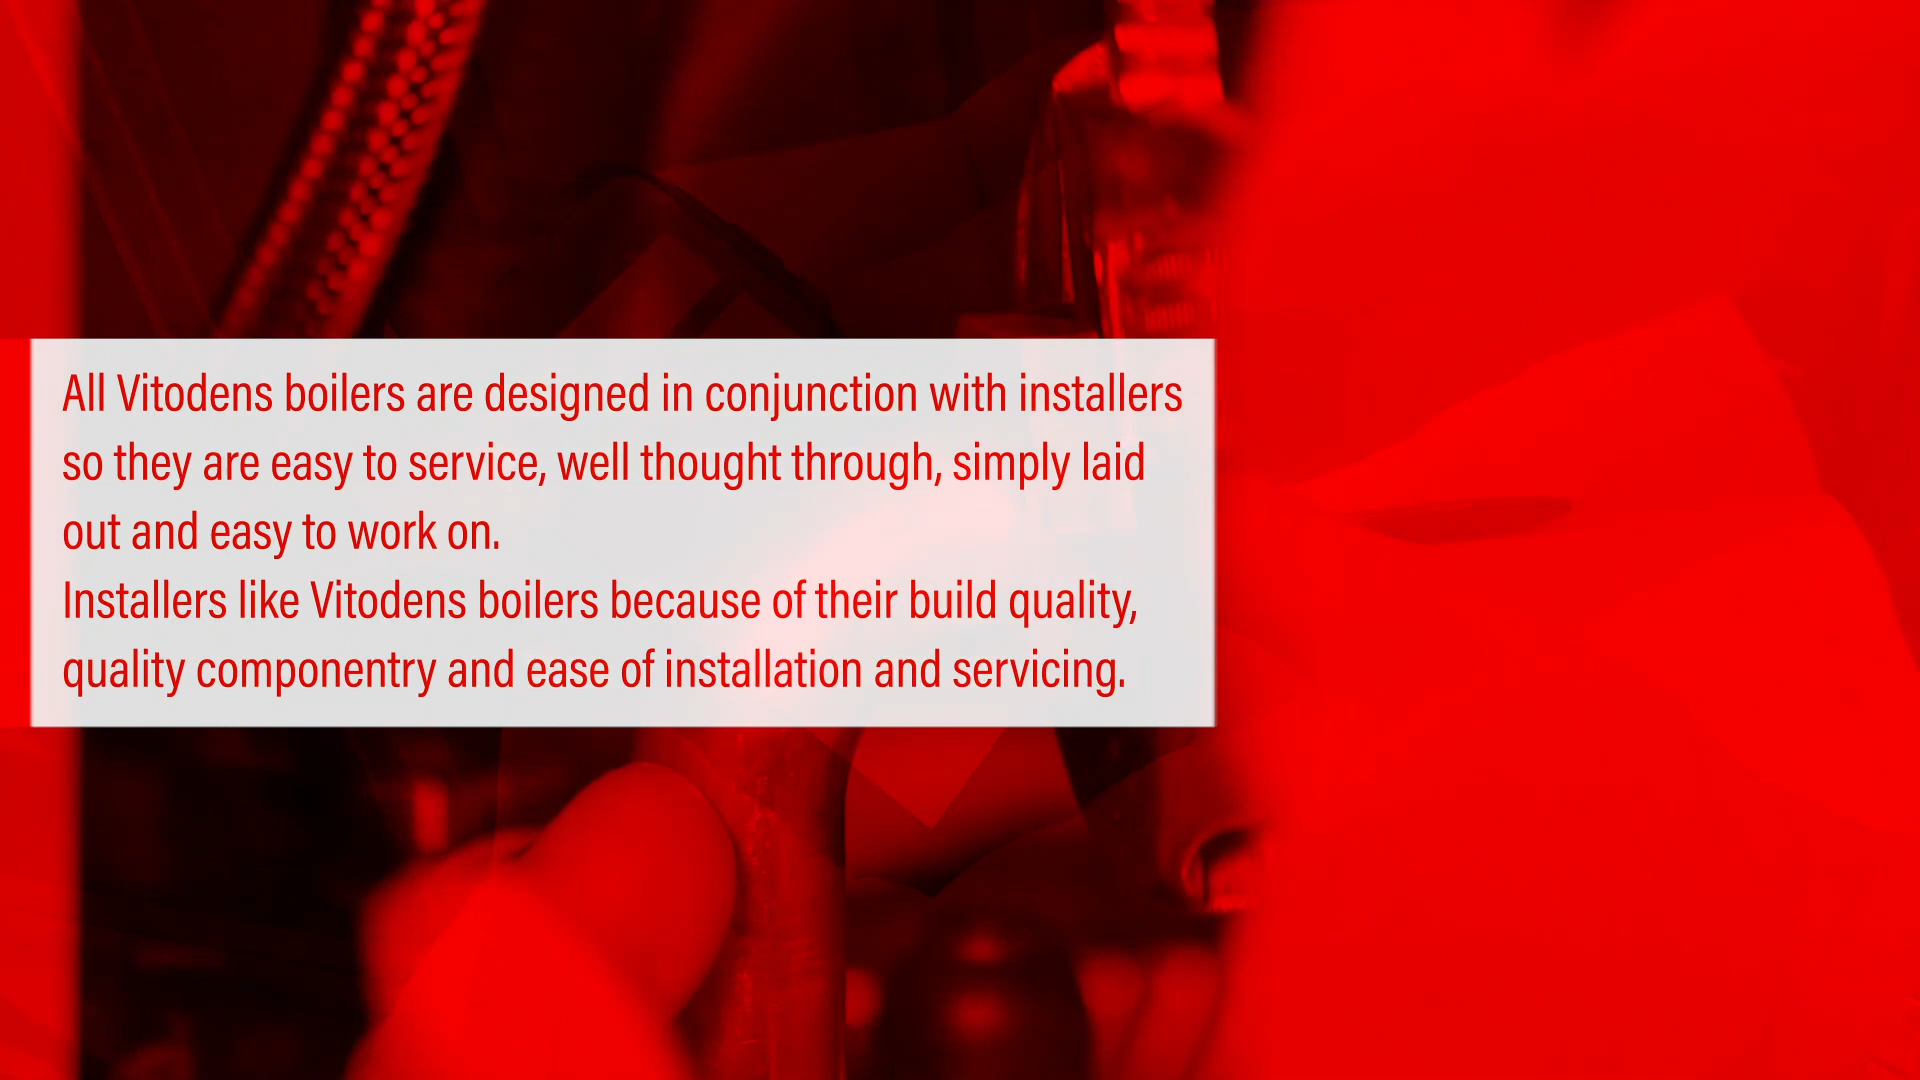 All Vitodens boilers are designed in conjunction with installers
so they are easy to service, well thought through, simply laid
out and easy to work on.
Installers like Vitodens boilers because of their build quality,
quality componentry and ease of installation and servicing.